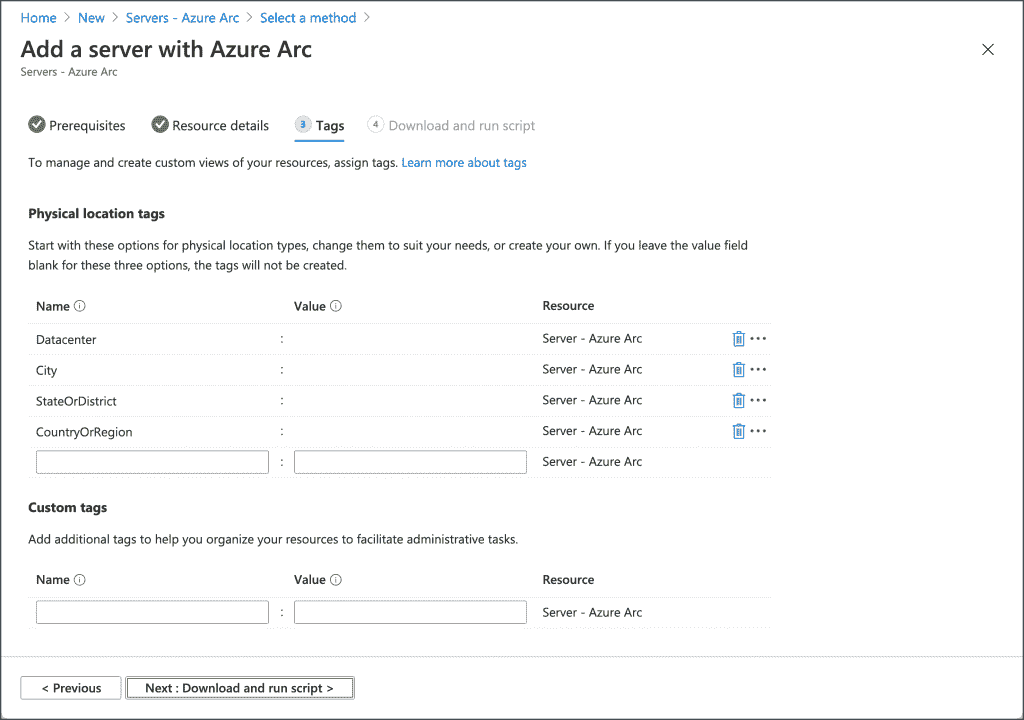 Home > New > Servers - Azure Arc > Select a method >
Add a server with Azure Arc
Servers - Azure Arc
Prerequisites Resource details 3 Tags 4 Download and run script
To manage and create custom views of your resources, assign tags. Learn more about tags
Physical location tags
Start with these options for physical location types, change them to suit your needs, or create your own. If you leave the value field
blank for these three options, the tags will not be created.
Name Value Resource
Datacenter : Server - Azure Arc
City : Server - Azure Arc
StateOrDistrict : Server - Azure Arc
CountryOrRegion : Server - Azure Arc
: Server - Azure Arc
Custom tags
Add additional tags to help you organize your resources to facilitate administrative tasks.
Name Value Resource
: Server - Azure Arc
< Previous Next : Download and run script >